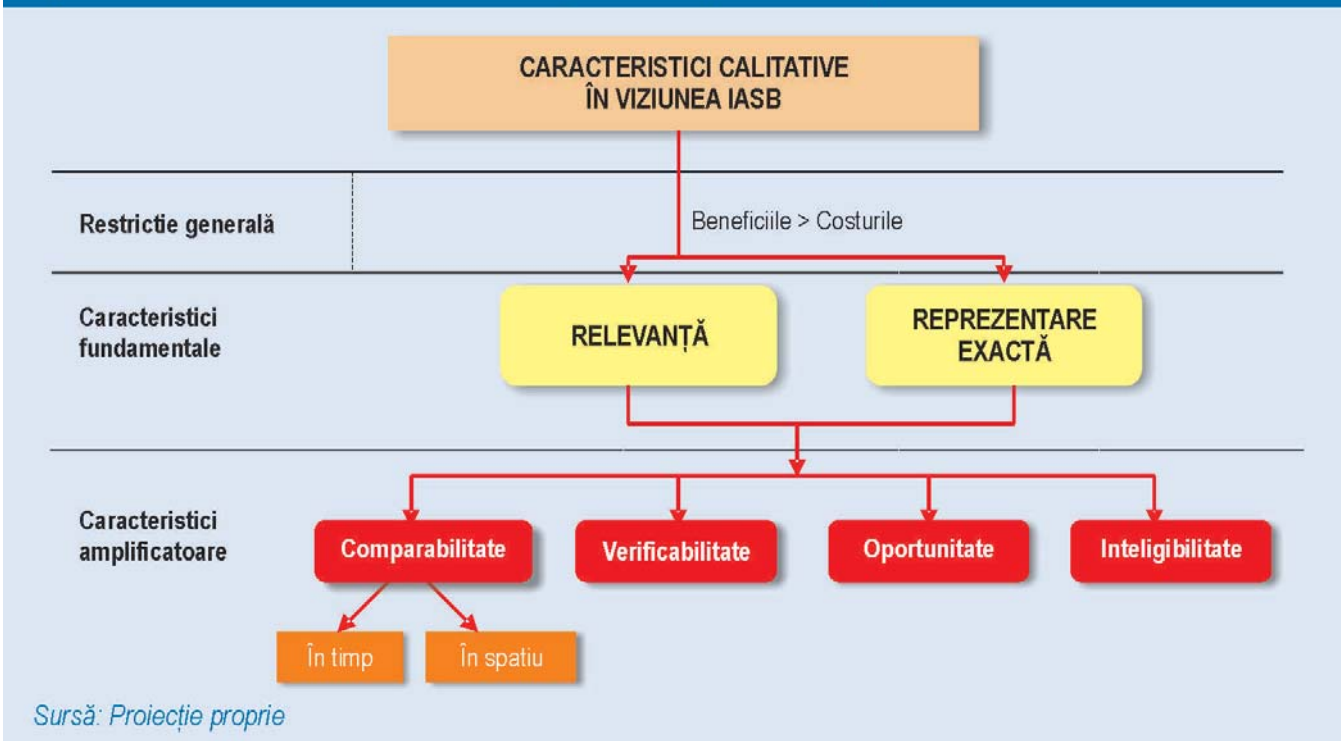 CARACTERISTICI CALITATIVE
ÎN VIZIUNEA IASB
Restrictie generală
Beneficiile > Costurile
Caracteristici
fundamentale
RELEVANȚĂ
REPREZENTARE
EXACTĂ
Caracteristici
amplificatoare
Comparabilitate
Verificabilitate
Oportunitate
Inteligibilitate
În timp
În spatiu
Sursă: Proiecție proprie